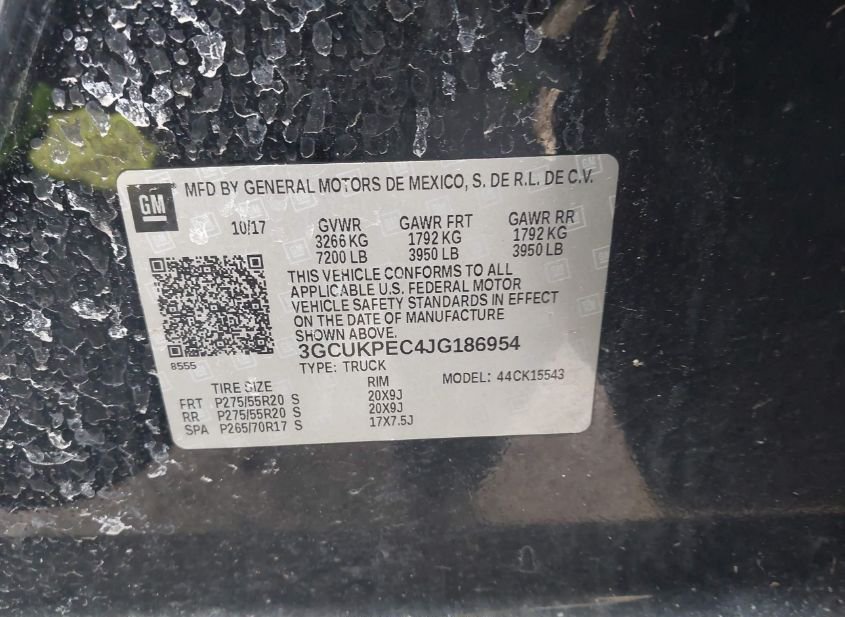 GM
MFD BY GENERAL MOTORS DE MEXICO, S. DE R.L. DE C.V.
10/17 GVWR GAWR FRT GAWR RR
3266 KG 1792 KG 1792 KG
7200 LB 3950 LB 3950 LB
THIS VEHICLE CONFORMS TO ALL
APPLICABLE U.S. FEDERAL MOTOR
VEHICLE SAFETY STANDARDS IN EFFECT
ON THE DATE OF MANUFACTURE
SHOWN ABOVE.
8555
3GCUKPEC4JG186954
TYPE: TRUCK MODEL: 44CK15543
TIRE SIZE RIM
FRT P275/55R20 S 20X9J
RR P275/55R20 S 20X9J
SPA P265/70R17 S 17X7.5J